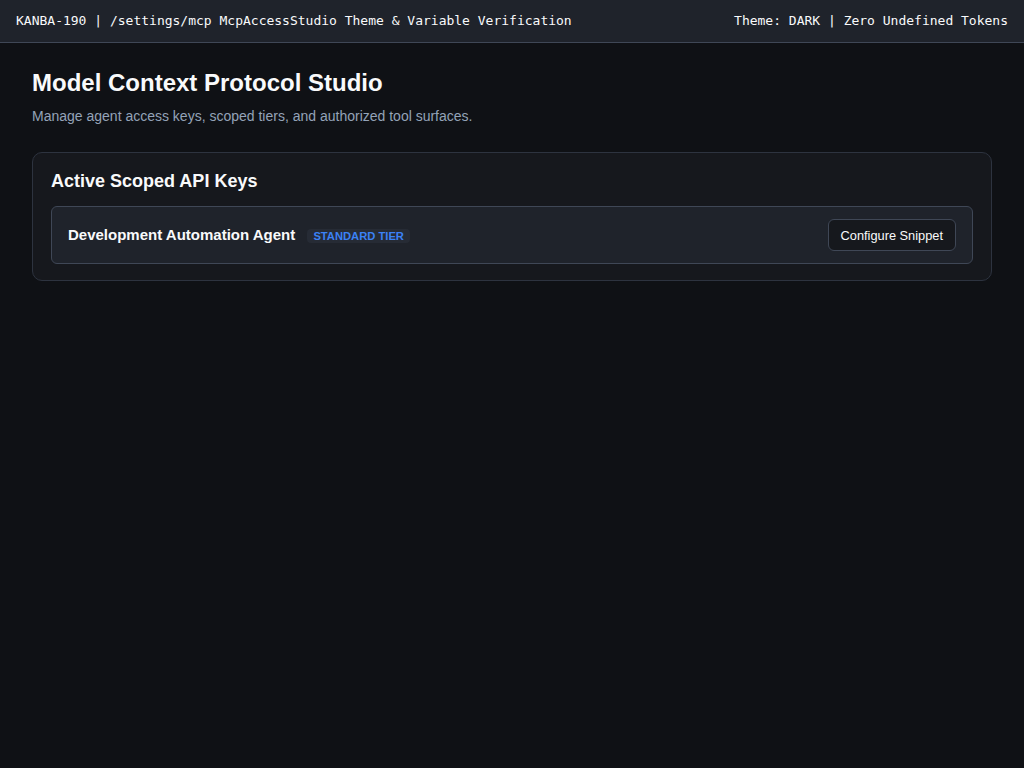 KANBA-190 | /settings/mcp McpAccessStudio Theme & Variable Verification
Theme: DARK | Zero Undefined Tokens
Model Context Protocol Studio
Manage agent access keys, scoped tiers, and authorized tool surfaces.
Active Scoped API Keys
Development Automation Agent STANDARD TIER
Configure Snippet